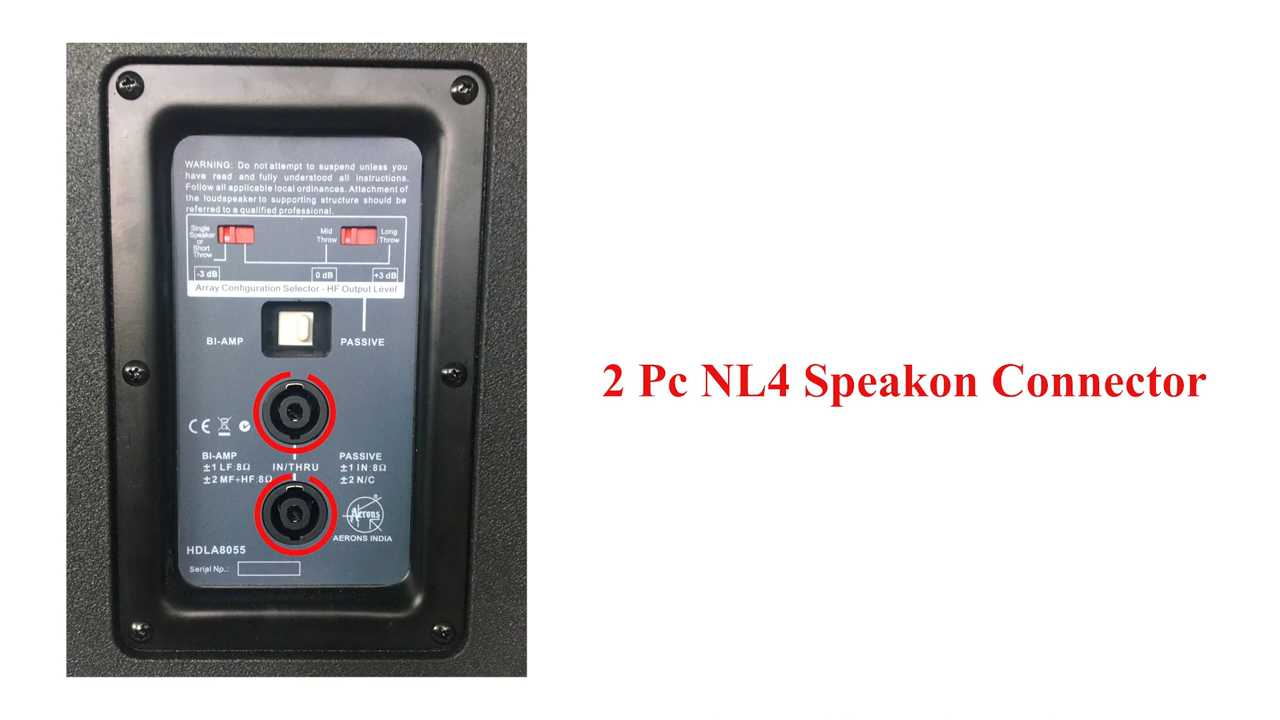 WARNING: Do not attempt to suspend unless you
have read and fully understood all instructions.
Follow all applicable local ordinances. Attachment of
the loudspeaker to supporting structure should be
referred to a qualified professional.
Single
Speaker
or
Short
Throw
Mid
Throw
Long
Throw
-3 dB
0 dB
+3 dB
Array Configuration Selector - HF Output Level
BI-AMP
PASSIVE
2 Pc NL4 Speakon Connector
CE
BI-AMP
±1 LF:8Ω
±2 MF+HF:8Ω
IN/THRU
PASSIVE
±1 IN:8Ω
±2 N/C
Aerons
®
AERONS INDIA
HDLA8055
Serial Np.: